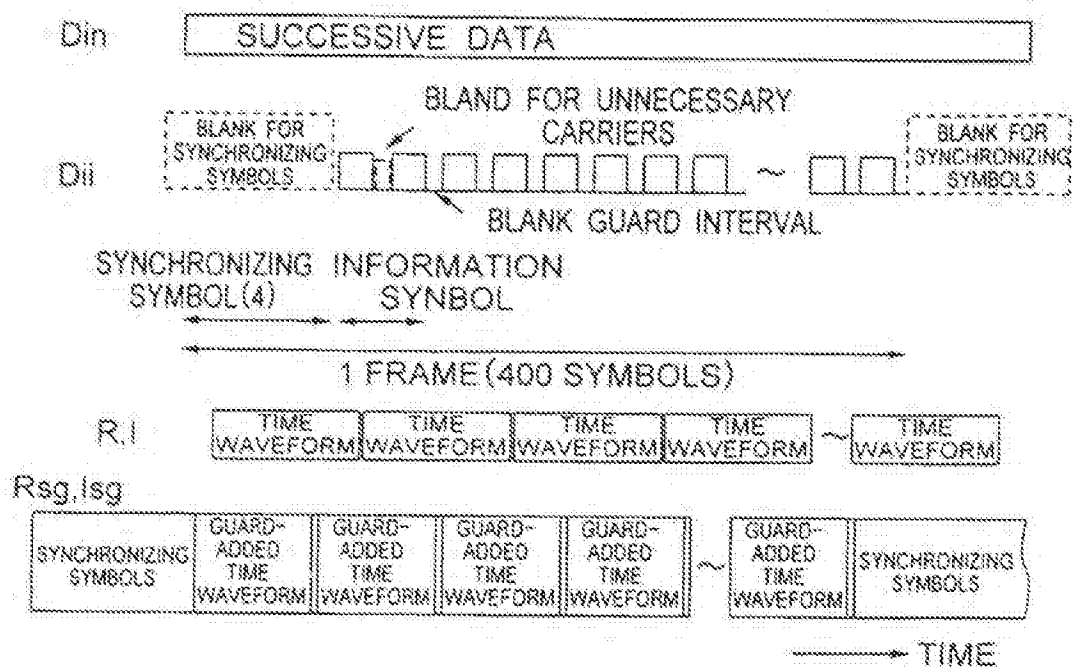 Din SUCCESSIVE DATA
BLAND FOR UNNECESSARY
CARRIERS
BLANK FOR
SYNCHRONIZING
SYMBOLS
BLANK FOR
SYNCHRONIZING
SYMBOLS
Dii ~
BLANK GUARD INTERVAL
SYNCHRONIZING
SYMBOL(4)
INFORMATION
SYNBOL
1 FRAME(400 SYMBOLS)
R,I
TIME
WAVEFORM
TIME
WAVEFORM
TIME
WAVEFORM
TIME
WAVEFORM
~
TIME
WAVEFORM
Rsg,Isg
SYNCHRONIZING
SYMBOLS
GUARD-
ADDED
TIME
WAVEFORM
GUARD-
ADDED
TIME
WAVEFORM
GUARD-
ADDED
TIME
WAVEFORM
GUARD-
ADDED
TIME
WAVEFORM
~
GUARD-
ADDED
TIME
WAVEFORM
SYNCHRONIZING
SYMBOLS
TIME